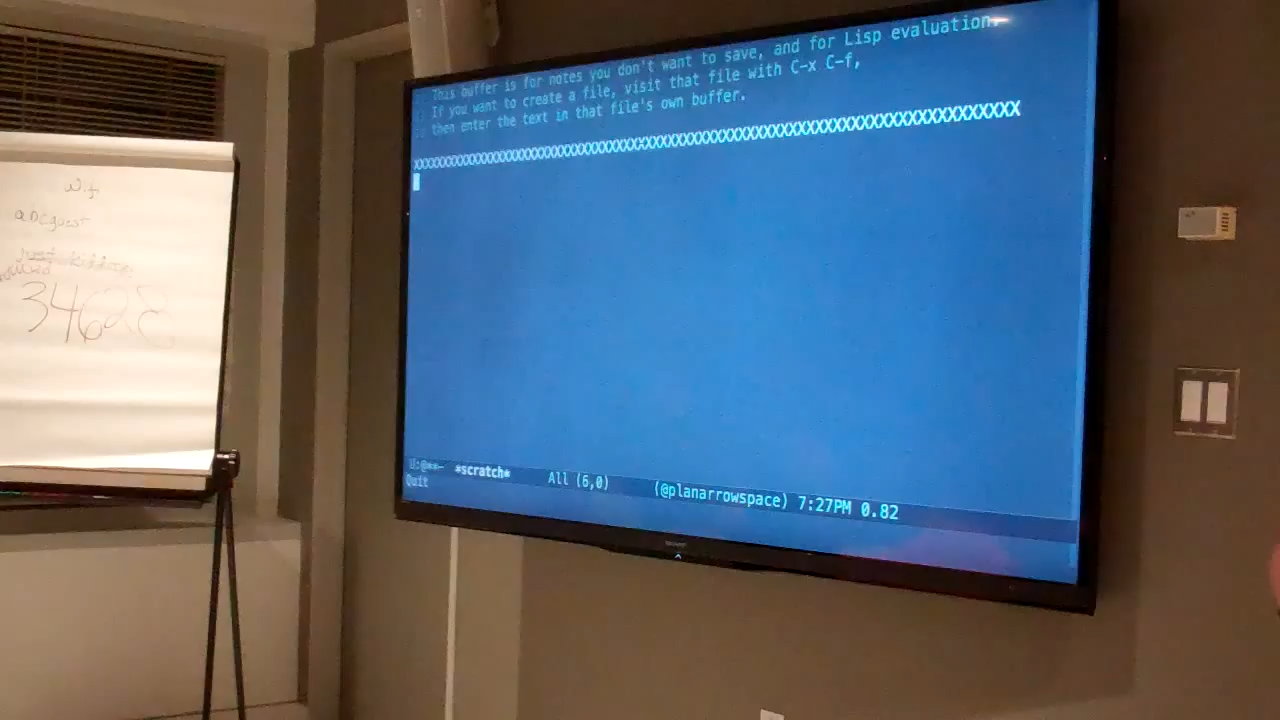 Wifi
abcguest
34628
;; This buffer is for notes you don't want to save, and for Lisp evaluation.
;; If you want to create a file, visit that file with C-x C-f,
;; then enter the text in that file's own buffer.
U:@**- *scratch* All (6,0) (@planarrowspace) 7:27PM 0.82
Quit
SHARP